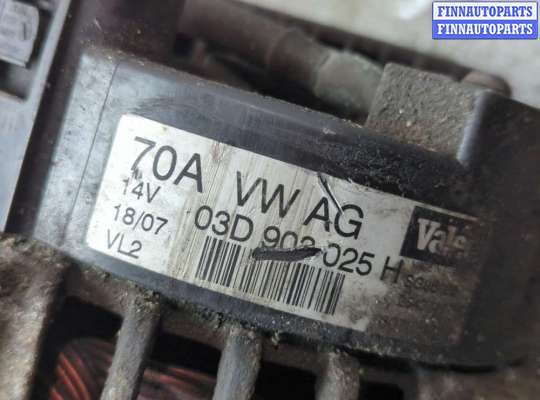 FINNAUTOPARTS
FINNAUTOPARTS
70A VW AG
14V 03D 903 025 H
18/07
VL2
Vale